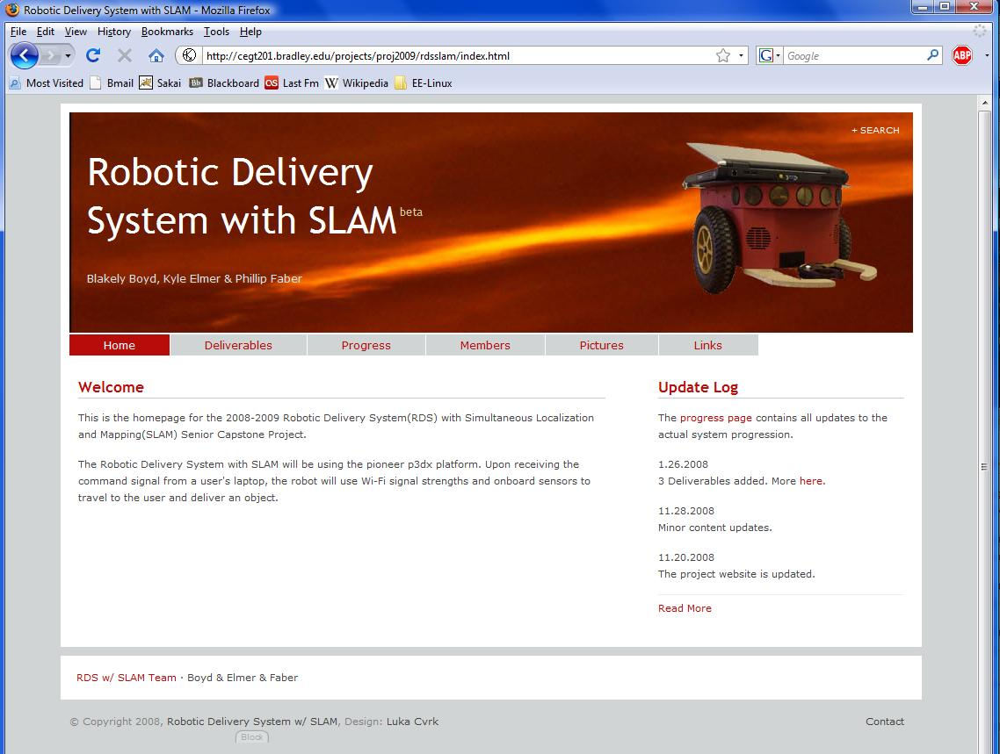 Robotic Delivery System with SLAM - Mozilla Firefox
File Edit View History Bookmarks Tools Help
http://cegt201.bradley.edu/projects/proj2009/rdsslam/index.html
G Google
ABP
Most Visited Bmail Sakai Bb Blackboard OS Last Fm W Wikipedia EE-Linux
+ SEARCH
Robotic Delivery
System with SLAM beta
Blakely Boyd, Kyle Elmer & Phillip Faber
Home Deliverables Progress Members Pictures Links
Welcome
This is the homepage for the 2008-2009 Robotic Delivery System(RDS) with Simultaneous Localization
and Mapping(SLAM) Senior Capstone Project.
The Robotic Delivery System with SLAM will be using the pioneer p3dx platform. Upon receiving the
command signal from a user's laptop, the robot will use Wi-Fi signal strengths and onboard sensors to
travel to the user and deliver an object.
Update Log
The progress page contains all updates to the
actual system progression.
1.26.2008
3 Deliverables added. More here.
11.28.2008
Minor content updates.
11.20.2008
The project website is updated.
Read More
RDS w/ SLAM Team · Boyd & Elmer & Faber
© Copyright 2008, Robotic Delivery System w/ SLAM, Design: Luka Cvrk
Contact
Block